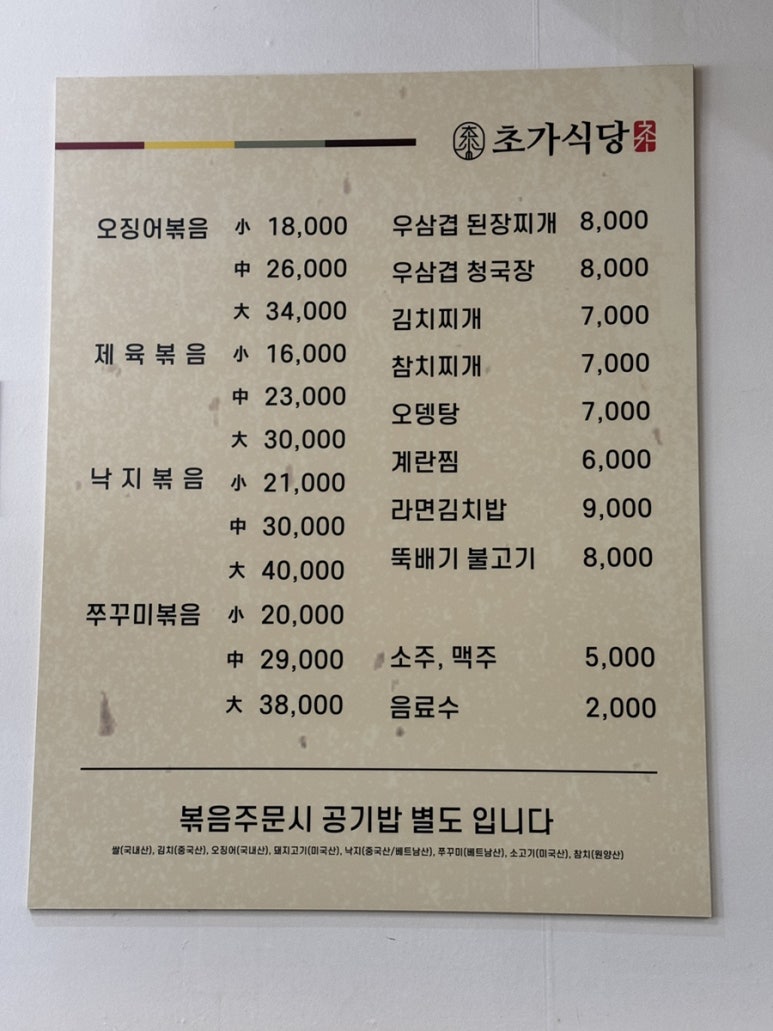 초가식당 초가
오징어볶음 小 18,000
中 26,000
大 34,000
제육볶음 小 16,000
中 23,000
大 30,000
낙지볶음 小 21,000
中 30,000
大 40,000
쭈꾸미볶음 小 20,000
中 29,000
大 38,000
우삼겹 된장찌개 8,000
우삼겹 청국장 8,000
김치찌개 7,000
참치찌개 7,000
오뎅탕 7,000
계란찜 6,000
라면김치밥 9,000
뚝배기 불고기 8,000
소주, 맥주 5,000
음료수 2,000
볶음주문시 공기밥 별도 입니다
쌀(국내산), 김치(중국산), 오징어(국내산), 돼지고기(미국산), 낙지(중국산/베트남산), 쭈꾸미(베트남산), 소고기(미국산), 참치(원양산)